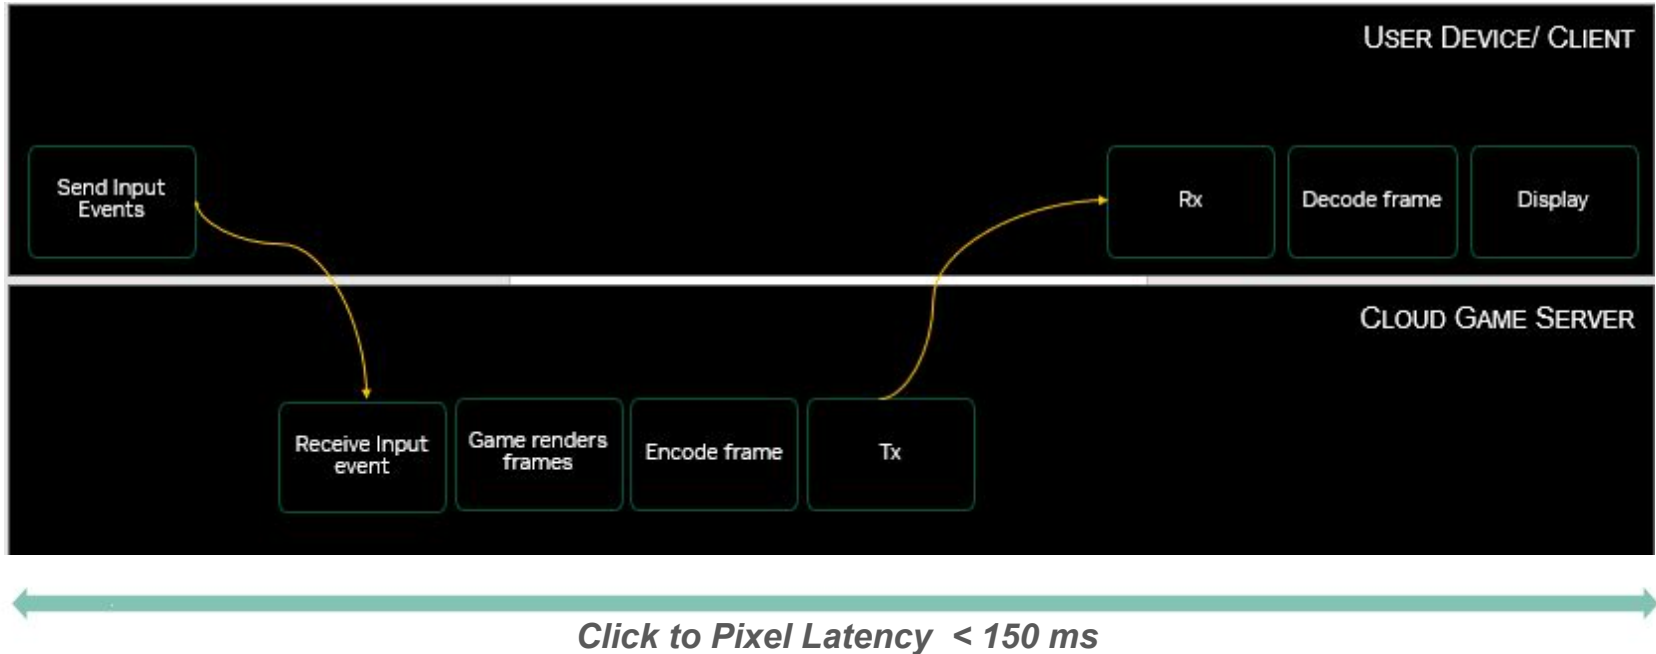 USER DEVICE/ CLIENT
Send Input
Events
Rx
Decode frame
Display
CLOUD GAME SERVER
Receive Input
event
Game renders
frames
Encode frame
Tx
Click to Pixel Latency < 150 ms